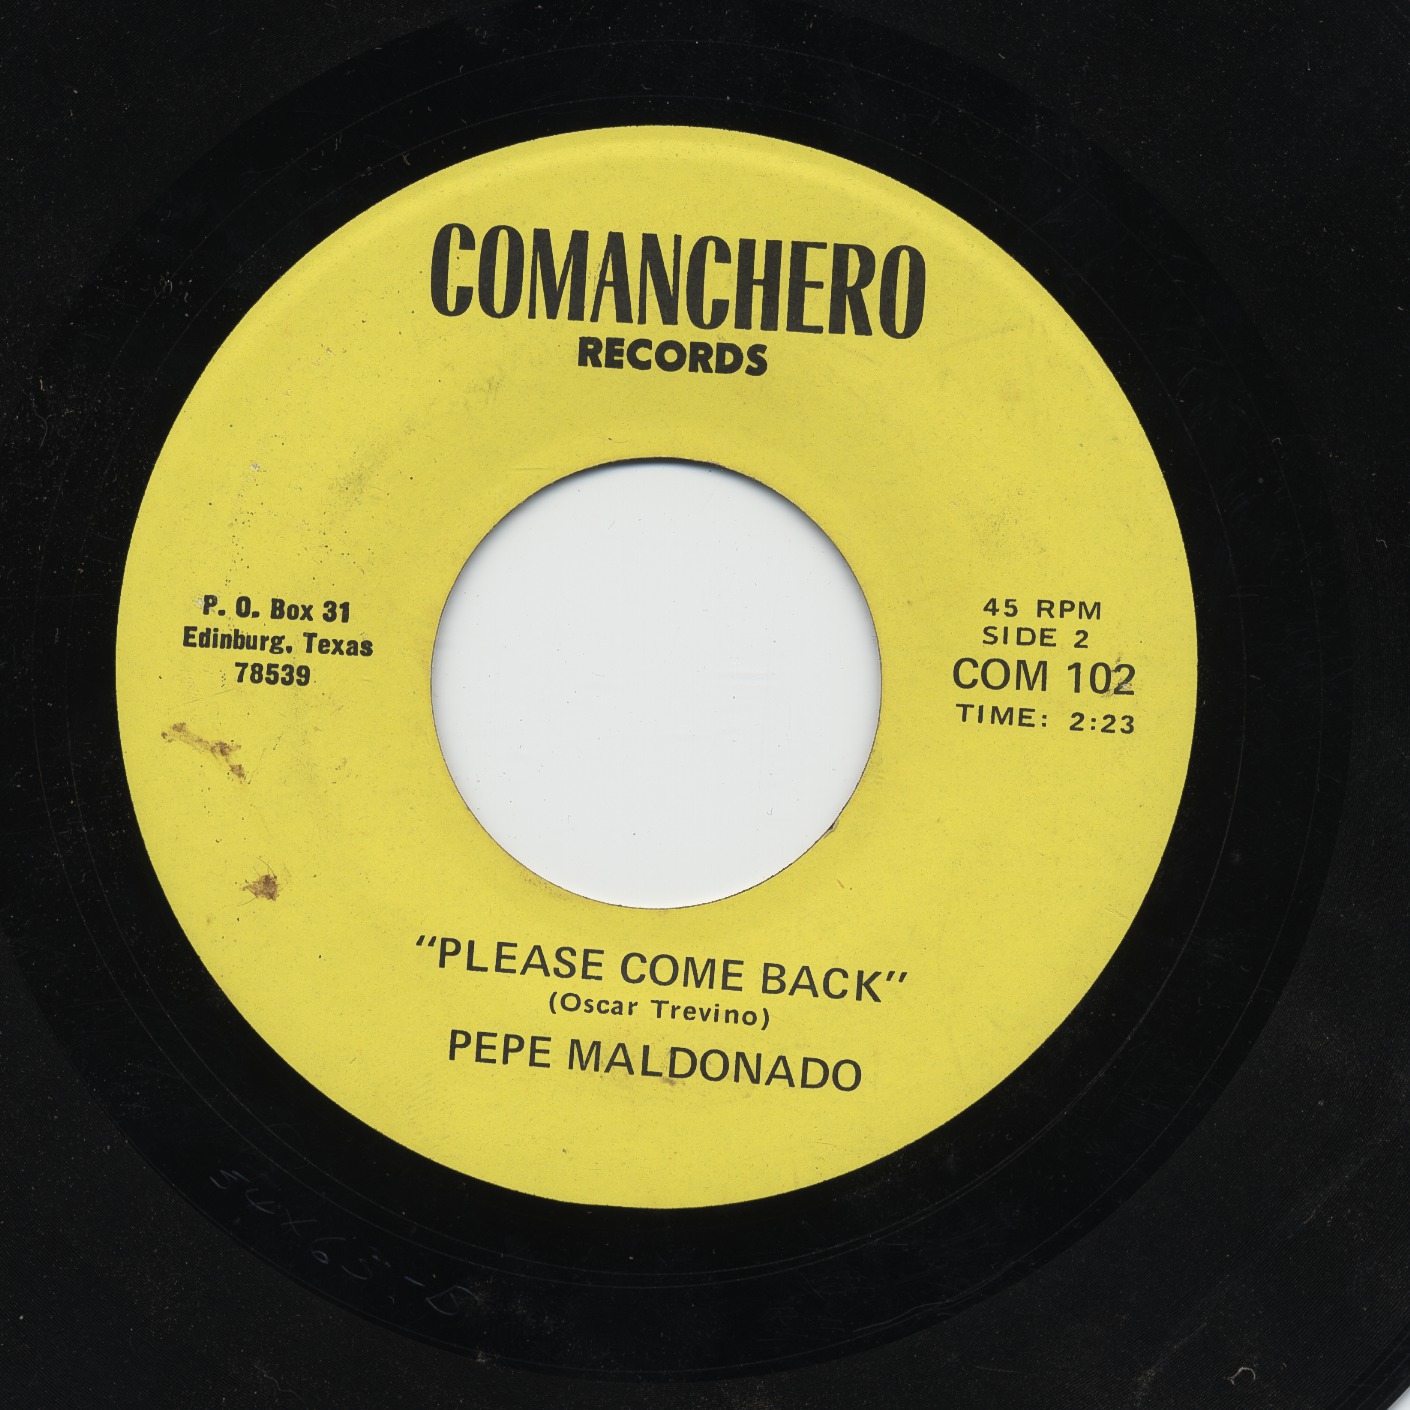 COMANCHERO
RECORDS
P. O. Box 31
Edinburg, Texas
78539
45 RPM
SIDE 2
COM 102
TIME: 2:23
“PLEASE COME BACK”
(Oscar Trevino)
PEPE MALDONADO